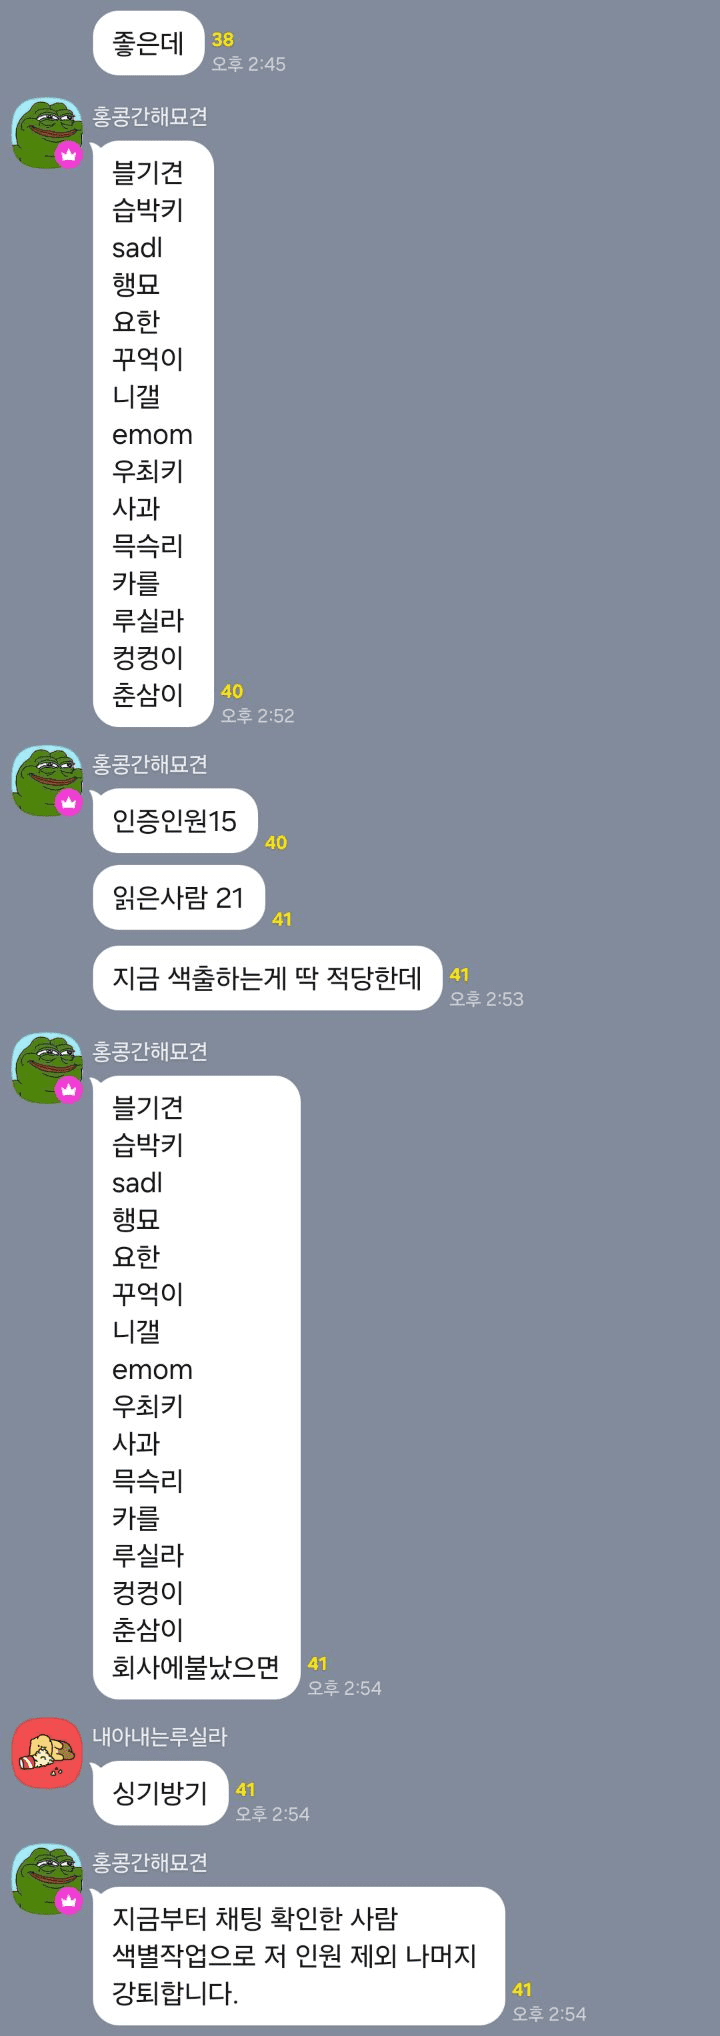 좋은데
38
오후 2:45
홍콩간해묘견
블기견
습박키
sadl
행묘
요한
꾸억이
니갤
emom
우최키
사과
믁슥리
카를
루실라
컹컹이
춘삼이
40
오후 2:52
홍콩간해묘견
인증인원15
40
읽은사람 21
41
지금 색출하는게 딱 적당한데
41
오후 2:53
홍콩간해묘견
블기견
습박키
sadl
행묘
요한
꾸억이
니갤
emom
우최키
사과
믁슥리
카를
루실라
컹컹이
춘삼이
회사에불났으면
41
오후 2:54
내아내는루실라
싱기방기
41
오후 2:54
홍콩간해묘견
지금부터 채팅 확인한 사람
색별작업으로 저 인원 제외 나머지
강퇴합니다.
41
오후 2:54